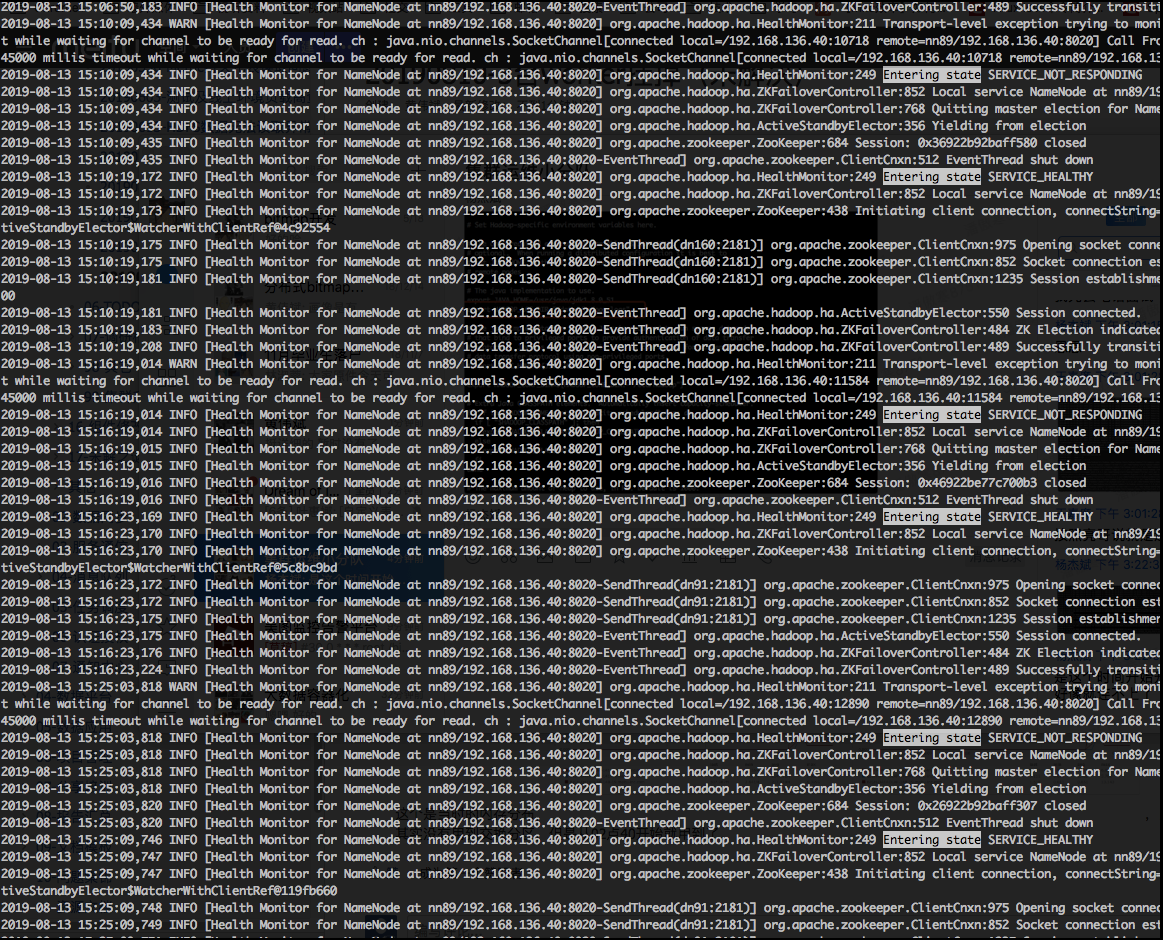 2019-08-13 15:06:50,183 INFO [Health Monitor for NameNode at nn89/192.168.136.40:8020-EventThread] org.apache.hadoop.ha.ZKFailoverController:489 Successfully transiti
2019-08-13 15:10:09,434 WARN [Health Monitor for NameNode at nn89/192.168.136.40:8020] org.apache.hadoop.ha.HealthMonitor:211 Transport-level exception trying to moni
t while waiting for channel to be ready for read. ch : java.nio.channels.SocketChannel[connected local=/192.168.136.40:10718 remote=nn89/192.168.136.40:8020] Call Fro
45000 millis timeout while waiting for channel to be ready for read. ch : java.nio.channels.SocketChannel[connected local=/192.168.136.40:10718 remote=nn89/192.168.13
2019-08-13 15:10:09,434 INFO [Health Monitor for NameNode at nn89/192.168.136.40:8020] org.apache.hadoop.ha.HealthMonitor:249 Entering state SERVICE_NOT_RESPONDING
2019-08-13 15:10:09,434 INFO [Health Monitor for NameNode at nn89/192.168.136.40:8020] org.apache.hadoop.ha.ZKFailoverController:852 Local service NameNode at nn89/19
2019-08-13 15:10:09,434 INFO [Health Monitor for NameNode at nn89/192.168.136.40:8020] org.apache.hadoop.ha.ZKFailoverController:768 Quitting master election for Name
2019-08-13 15:10:09,434 INFO [Health Monitor for NameNode at nn89/192.168.136.40:8020] org.apache.hadoop.ha.ActiveStandbyElector:356 Yielding from election
2019-08-13 15:10:09,435 INFO [Health Monitor for NameNode at nn89/192.168.136.40:8020] org.apache.zookeeper.ZooKeeper:684 Session: 0x36922b92baff580 closed
2019-08-13 15:10:09,435 INFO [Health Monitor for NameNode at nn89/192.168.136.40:8020-EventThread] org.apache.zookeeper.ClientCnxn:512 EventThread shut down
2019-08-13 15:10:19,172 INFO [Health Monitor for NameNode at nn89/192.168.136.40:8020] org.apache.hadoop.ha.HealthMonitor:249 Entering state SERVICE_HEALTHY
2019-08-13 15:10:19,172 INFO [Health Monitor for NameNode at nn89/192.168.136.40:8020] org.apache.hadoop.ha.ZKFailoverController:852 Local service NameNode at nn89/19
2019-08-13 15:10:19,173 INFO [Health Monitor for NameNode at nn89/192.168.136.40:8020] org.apache.zookeeper.ZooKeeper:438 Initiating client connection, connectString=
tiveStandbyElector$WatcherWithClientRef@4c92554
2019-08-13 15:10:19,175 INFO [Health Monitor for NameNode at nn89/192.168.136.40:8020-SendThread(dn160:2181)] org.apache.zookeeper.ClientCnxn:975 Opening socket conne
2019-08-13 15:10:19,175 INFO [Health Monitor for NameNode at nn89/192.168.136.40:8020-SendThread(dn160:2181)] org.apache.zookeeper.ClientCnxn:852 Socket connection es
2019-08-13 15:10:19,181 INFO [Health Monitor for NameNode at nn89/192.168.136.40:8020-SendThread(dn160:2181)] org.apache.zookeeper.ClientCnxn:1235 Session establishme
00
2019-08-13 15:10:19,181 INFO [Health Monitor for NameNode at nn89/192.168.136.40:8020-EventThread] org.apache.hadoop.ha.ActiveStandbyElector:550 Session connected.
2019-08-13 15:10:19,183 INFO [Health Monitor for NameNode at nn89/192.168.136.40:8020-EventThread] org.apache.hadoop.ha.ZKFailoverController:484 ZK Election indicated
2019-08-13 15:10:19,208 INFO [Health Monitor for NameNode at nn89/192.168.136.40:8020-EventThread] org.apache.hadoop.ha.ZKFailoverController:489 Successfully transiti
2019-08-13 15:16:19,014 WARN [Health Monitor for NameNode at nn89/192.168.136.40:8020] org.apache.hadoop.ha.HealthMonitor:211 Transport-level exception trying to moni
t while waiting for channel to be ready for read. ch : java.nio.channels.SocketChannel[connected local=/192.168.136.40:11584 remote=nn89/192.168.136.40:8020] Call Fro
45000 millis timeout while waiting for channel to be ready for read. ch : java.nio.channels.SocketChannel[connected local=/192.168.136.40:11584 remote=nn89/192.168.13
2019-08-13 15:16:19,014 INFO [Health Monitor for NameNode at nn89/192.168.136.40:8020] org.apache.hadoop.ha.HealthMonitor:249 Entering state SERVICE_NOT_RESPONDING
2019-08-13 15:16:19,014 INFO [Health Monitor for NameNode at nn89/192.168.136.40:8020] org.apache.hadoop.ha.ZKFailoverController:852 Local service NameNode at nn89/19
2019-08-13 15:16:19,015 INFO [Health Monitor for NameNode at nn89/192.168.136.40:8020] org.apache.hadoop.ha.ZKFailoverController:768 Quitting master election for Name
2019-08-13 15:16:19,015 INFO [Health Monitor for NameNode at nn89/192.168.136.40:8020] org.apache.hadoop.ha.ActiveStandbyElector:356 Yielding from election
2019-08-13 15:16:19,016 INFO [Health Monitor for NameNode at nn89/192.168.136.40:8020] org.apache.zookeeper.ZooKeeper:684 Session: 0x46922be77c700b3 closed
2019-08-13 15:16:19,016 INFO [Health Monitor for NameNode at nn89/192.168.136.40:8020-EventThread] org.apache.zookeeper.ClientCnxn:512 EventThread shut down
2019-08-13 15:16:23,169 INFO [Health Monitor for NameNode at nn89/192.168.136.40:8020] org.apache.hadoop.ha.HealthMonitor:249 Entering state SERVICE_HEALTHY
2019-08-13 15:16:23,170 INFO [Health Monitor for NameNode at nn89/192.168.136.40:8020] org.apache.hadoop.ha.ZKFailoverController:852 Local service NameNode at nn89/19
2019-08-13 15:16:23,170 INFO [Health Monitor for NameNode at nn89/192.168.136.40:8020] org.apache.zookeeper.ZooKeeper:438 Initiating client connection, connectString=
tiveStandbyElector$WatcherWithClientRef@5c8bc9bd
2019-08-13 15:16:23,172 INFO [Health Monitor for NameNode at nn89/192.168.136.40:8020-SendThread(dn91:2181)] org.apache.zookeeper.ClientCnxn:975 Opening socket connec
2019-08-13 15:16:23,172 INFO [Health Monitor for NameNode at nn89/192.168.136.40:8020-SendThread(dn91:2181)] org.apache.zookeeper.ClientCnxn:852 Socket connection est
2019-08-13 15:16:23,175 INFO [Health Monitor for NameNode at nn89/192.168.136.40:8020-SendThread(dn91:2181)] org.apache.zookeeper.ClientCnxn:1235 Session establishmen
2019-08-13 15:16:23,175 INFO [Health Monitor for NameNode at nn89/192.168.136.40:8020-EventThread] org.apache.hadoop.ha.ActiveStandbyElector:550 Session connected.
2019-08-13 15:16:23,176 INFO [Health Monitor for NameNode at nn89/192.168.136.40:8020-EventThread] org.apache.hadoop.ha.ZKFailoverController:484 ZK Election indicated
2019-08-13 15:16:23,224 INFO [Health Monitor for NameNode at nn89/192.168.136.40:8020-EventThread] org.apache.hadoop.ha.ZKFailoverController:489 Successfully transiti
2019-08-13 15:25:03,818 WARN [Health Monitor for NameNode at nn89/192.168.136.40:8020] org.apache.hadoop.ha.HealthMonitor:211 Transport-level exception trying to moni
t while waiting for channel to be ready for read. ch : java.nio.channels.SocketChannel[connected local=/192.168.136.40:12890 remote=nn89/192.168.136.40:8020] Call Fro
45000 millis timeout while waiting for channel to be ready for read. ch : java.nio.channels.SocketChannel[connected local=/192.168.136.40:12890 remote=nn89/192.168.13
2019-08-13 15:25:03,818 INFO [Health Monitor for NameNode at nn89/192.168.136.40:8020] org.apache.hadoop.ha.HealthMonitor:249 Entering state SERVICE_NOT_RESPONDING
2019-08-13 15:25:03,818 INFO [Health Monitor for NameNode at nn89/192.168.136.40:8020] org.apache.hadoop.ha.ZKFailoverController:852 Local service NameNode at nn89/19
2019-08-13 15:25:03,818 INFO [Health Monitor for NameNode at nn89/192.168.136.40:8020] org.apache.hadoop.ha.ZKFailoverController:768 Quitting master election for Name
2019-08-13 15:25:03,818 INFO [Health Monitor for NameNode at nn89/192.168.136.40:8020] org.apache.hadoop.ha.ActiveStandbyElector:356 Yielding from election
2019-08-13 15:25:03,820 INFO [Health Monitor for NameNode at nn89/192.168.136.40:8020] org.apache.zookeeper.ZooKeeper:684 Session: 0x26922b92baff307 closed
2019-08-13 15:25:03,820 INFO [Health Monitor for NameNode at nn89/192.168.136.40:8020-EventThread] org.apache.zookeeper.ClientCnxn:512 EventThread shut down
2019-08-13 15:25:09,746 INFO [Health Monitor for NameNode at nn89/192.168.136.40:8020] org.apache.hadoop.ha.HealthMonitor:249 Entering state SERVICE_HEALTHY
2019-08-13 15:25:09,747 INFO [Health Monitor for NameNode at nn89/192.168.136.40:8020] org.apache.hadoop.ha.ZKFailoverController:852 Local service NameNode at nn89/19
2019-08-13 15:25:09,747 INFO [Health Monitor for NameNode at nn89/192.168.136.40:8020] org.apache.zookeeper.ZooKeeper:438 Initiating client connection, connectString=
tiveStandbyElector$WatcherWithClientRef@119fb660
2019-08-13 15:25:09,748 INFO [Health Monitor for NameNode at nn89/192.168.136.40:8020-SendThread(dn91:2181)] org.apache.zookeeper.ClientCnxn:975 Opening socket connec
2019-08-13 15:25:09,749 INFO [Health Monitor for NameNode at nn89/192.168.136.40:8020-SendThread(dn91:2181)] org.apache.zookeeper.ClientCnxn:852 Socket connection est